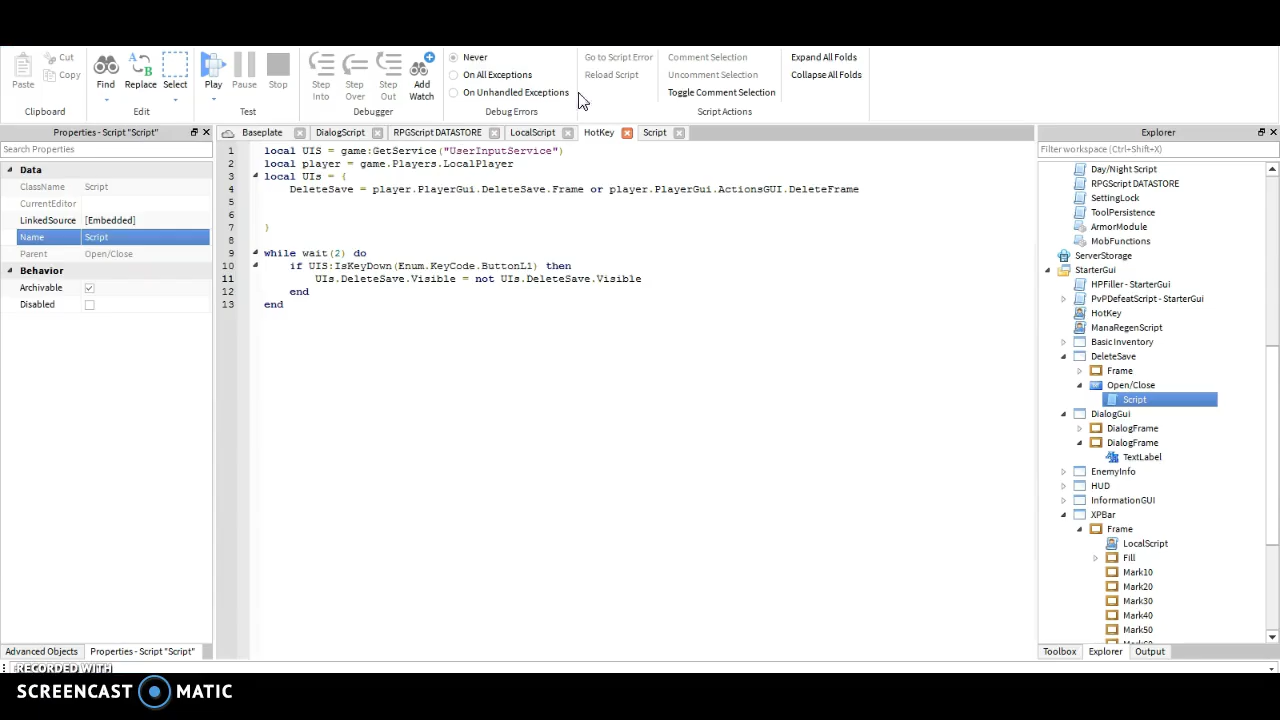 Paste
Cut
Copy
Clipboard
Find
Replace
Select
Edit
Play
Pause
Stop
Test
Step Into
Step Over
Step Out
Add Watch
Debugger
Never
On All Exceptions
On Unhandled Exceptions
Debug Errors
Go to Script Error
Reload Script
Comment Selection
Uncomment Selection
Toggle Comment Selection
Script Actions
Expand All Folds
Collapse All Folds
Properties - Script "Script"
Search Properties
Data
ClassName Script
CurrentEditor
LinkedSource [Embedded]
Name Script
Parent Open/Close
Behavior
Archivable
Disabled
Advanced Objects
Properties - Script "Script"
Baseplate
DialogScript
RPGScript DATASTORE
LocalScript
HotKey
Script
1 local UIS = game:GetService("UserInputService")
2 local player = game.Players.LocalPlayer
3 local UIs = {
4 DeleteSave = player.PlayerGui.DeleteSave.Frame or player.PlayerGui.ActionsGUI.DeleteFrame
5
6
7 }
8
9 while wait(2) do
10 if UIS:IsKeyDown(Enum.KeyCode.ButtonL1) then
11 UIs.DeleteSave.Visible = not UIs.DeleteSave.Visible
12 end
13 end
Explorer
Filter workspace (Ctrl+Shift+X)
Day/Night Script
RPGScript DATASTORE
SettingLock
ToolPersistence
ArmorModule
MobFunctions
ServerStorage
StarterGui
HPFiller - StarterGui
PvPDefeatScript - StarterGui
HotKey
ManaRegenScript
Basic Inventory
DeleteSave
Frame
Open/Close
Script
DialogGui
DialogFrame
DialogFrame
TextLabel
EnemyInfo
HUD
InformationGUI
XPBar
Frame
LocalScript
Fill
Mark10
Mark20
Mark30
Mark40
Mark50
Toolbox
Explorer
Output
RECORDED WITH
SCREENCAST MATIC